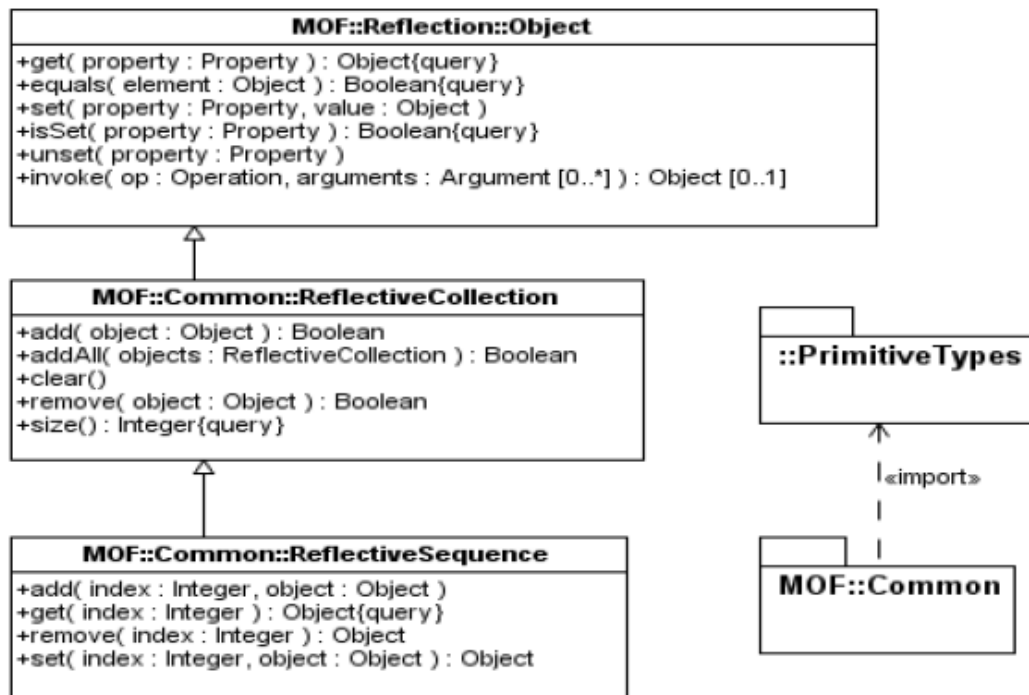 MOF::Reflection::Object
+get( property : Property ) : Object{query}
+equals( element : Object ) : Boolean{query}
+set( property : Property, value : Object )
+isSet( property : Property ) : Boolean{query}
+unset( property : Property )
+invoke( op : Operation, arguments : Argument [0..*] ) : Object [0..1]
MOF::Common::ReflectiveCollection
+add( object : Object ) : Boolean
+addAll( objects : ReflectiveCollection ) : Boolean
+clear()
+remove( object : Object ) : Boolean
+size() : Integer{query}
MOF::Common::ReflectiveSequence
+add( index : Integer, object : Object )
+get( index : Integer ) : Object{query}
+remove( index : Integer ) : Object
+set( index : Integer, object : Object ) : Object
::PrimitiveTypes
«import»
MOF::Common